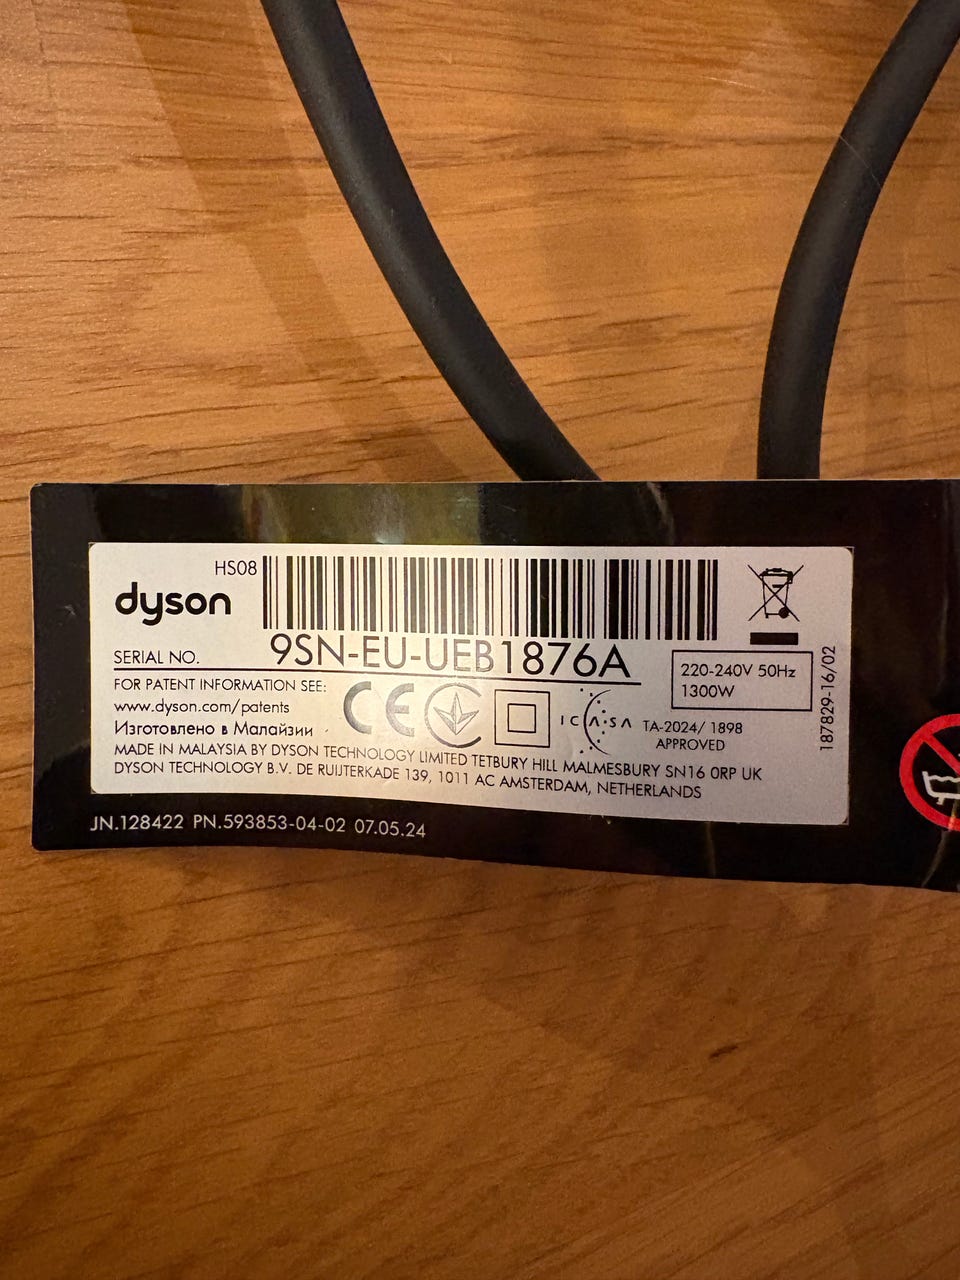 HS08
dyson
SERIAL NO. 9SN-EU-UEB1876A
FOR PATENT INFORMATION SEE:
www.dyson.com/patents
Изготовлено в Малайзии
CE
ICASA
TA-2024/ 1898
APPROVED
220-240V 50Hz
1300W
187829-16/02
MADE IN MALAYSIA BY DYSON TECHNOLOGY LIMITED TETBURY HILL MALMESBURY SN16 0RP UK
DYSON TECHNOLOGY B.V. DE RUIJTERKADE 139, 1011 AC AMSTERDAM, NETHERLANDS
JN.128422 PN.593853-04-02 07.05.24